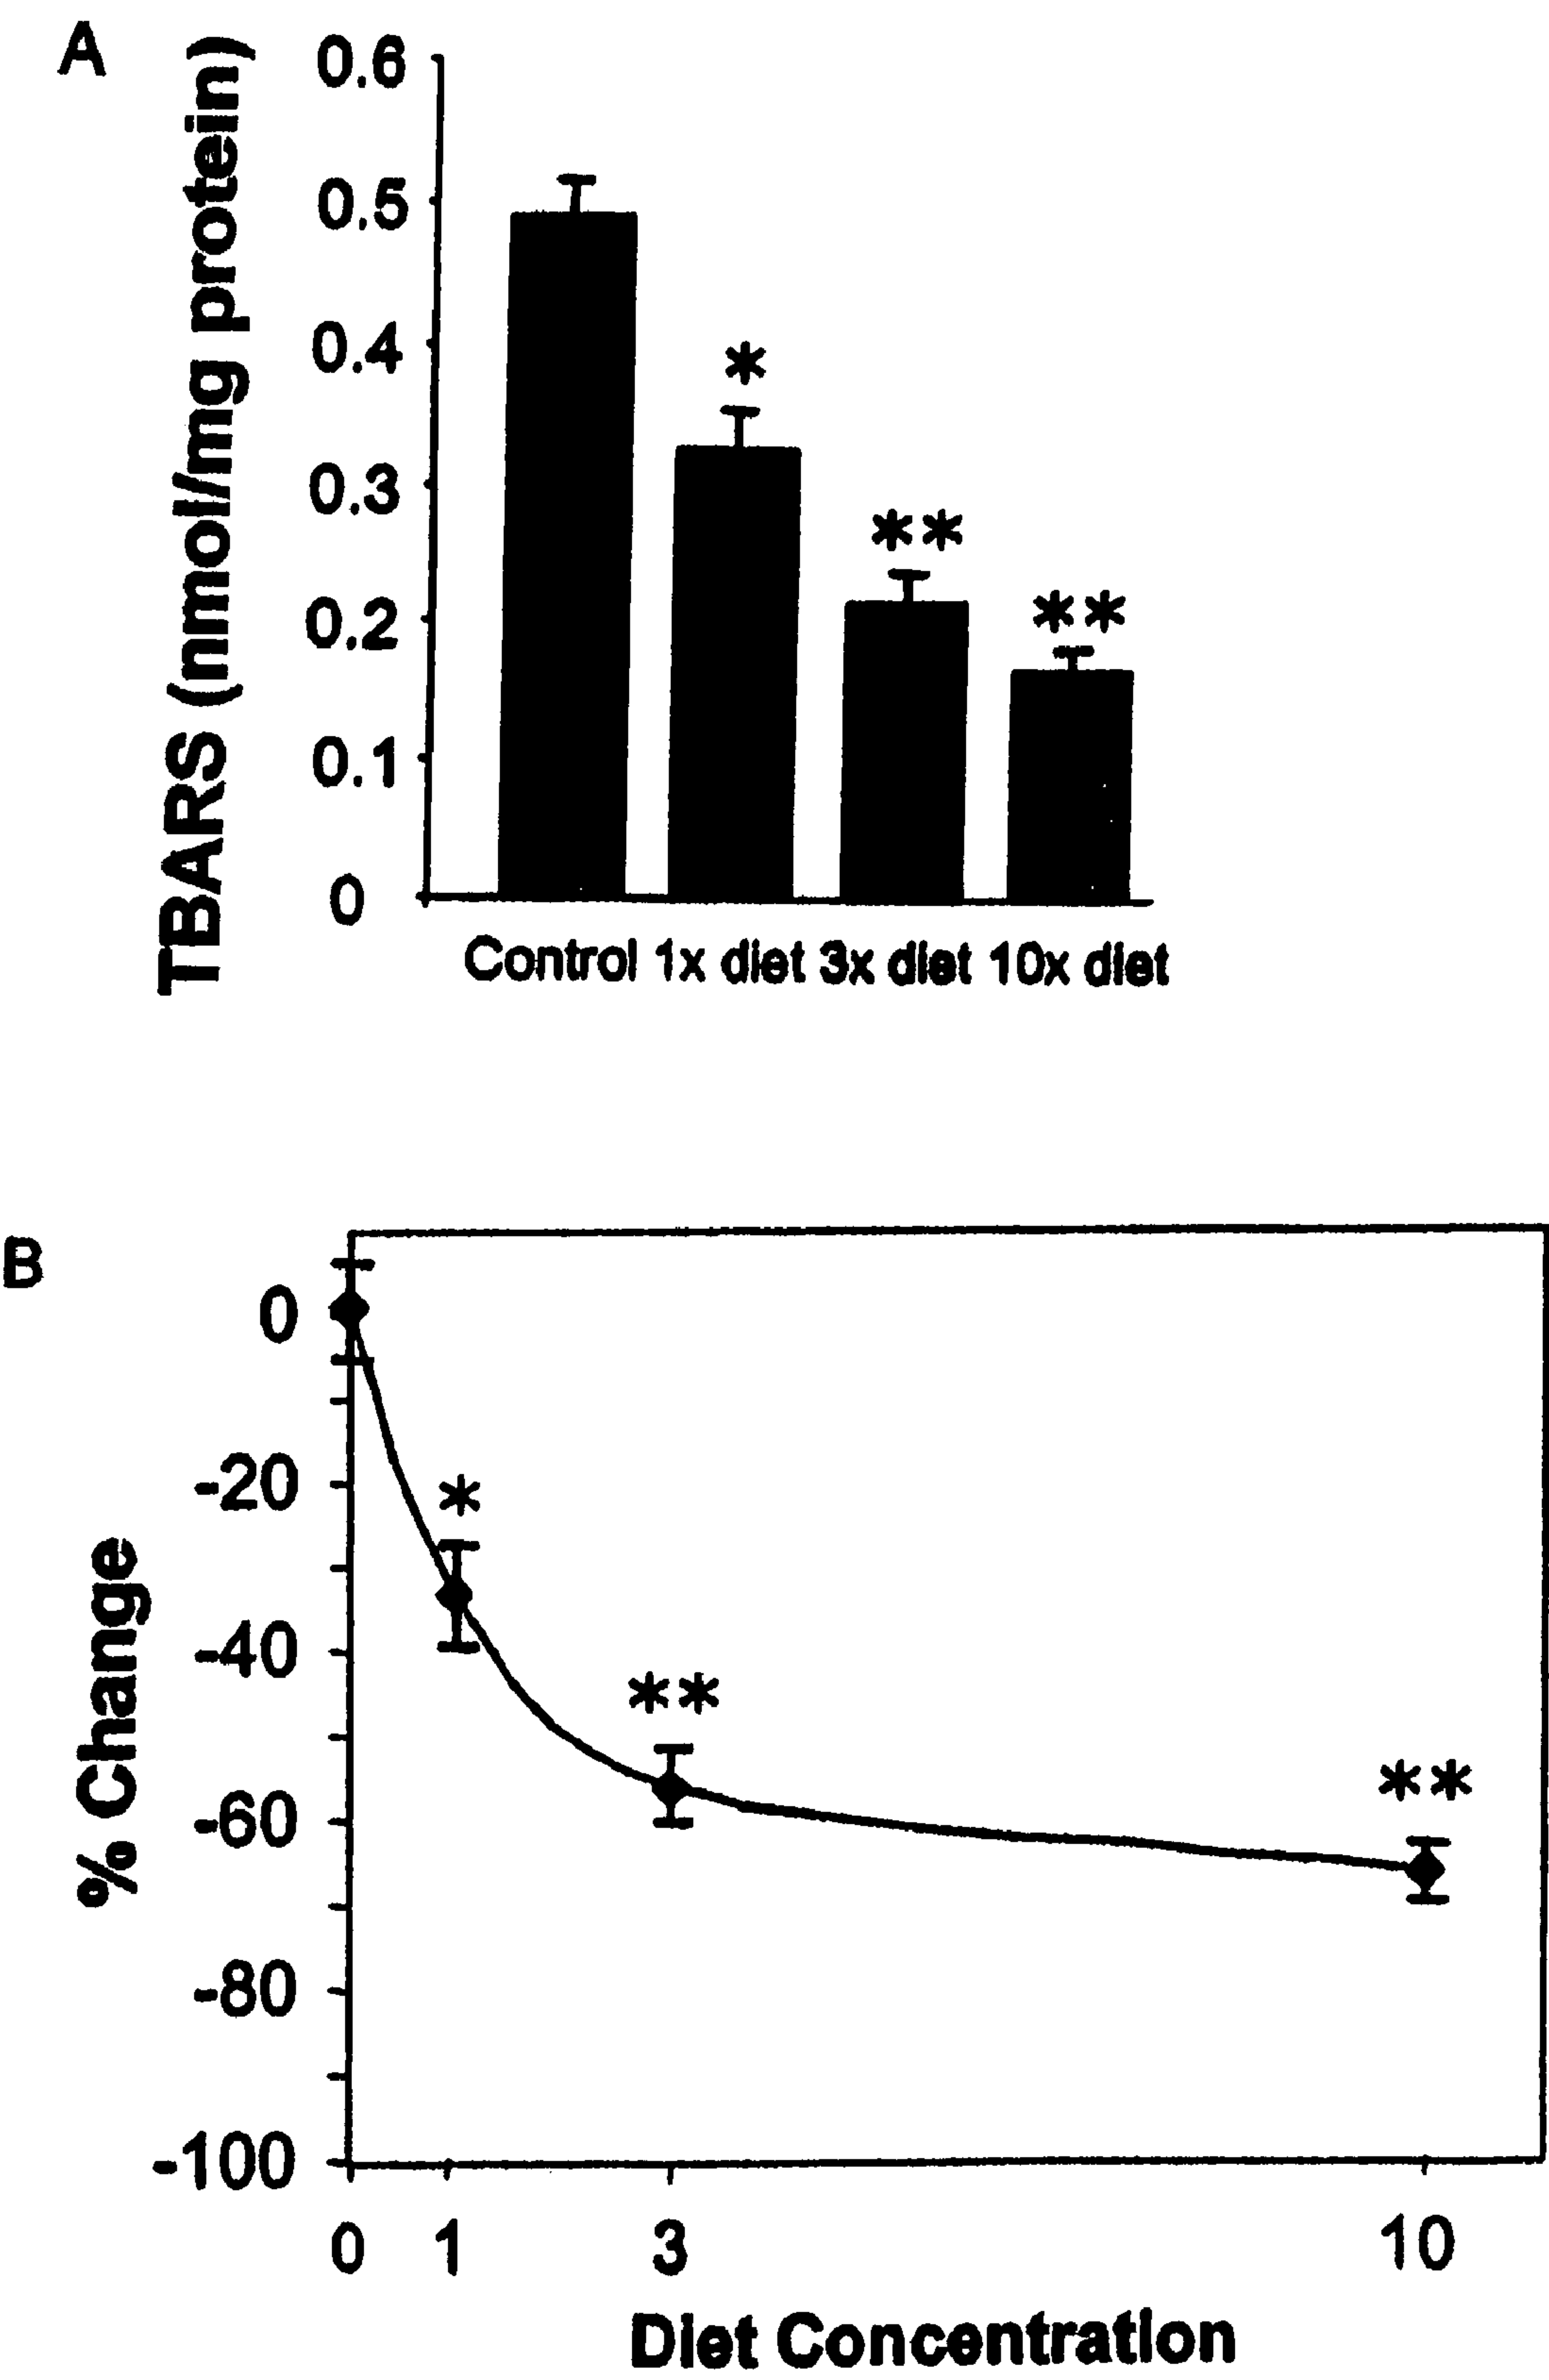 A
TBARS (nmol/mg protein)
0.6
0.5
0.4
0.3
0.2
0.1
0
*
**
**
Control 1x diet 3x diet 10x diet
B
% Change
0
-20
-40
-60
-80
-100
*
**
**
0 1 3 10
Diet Concentration